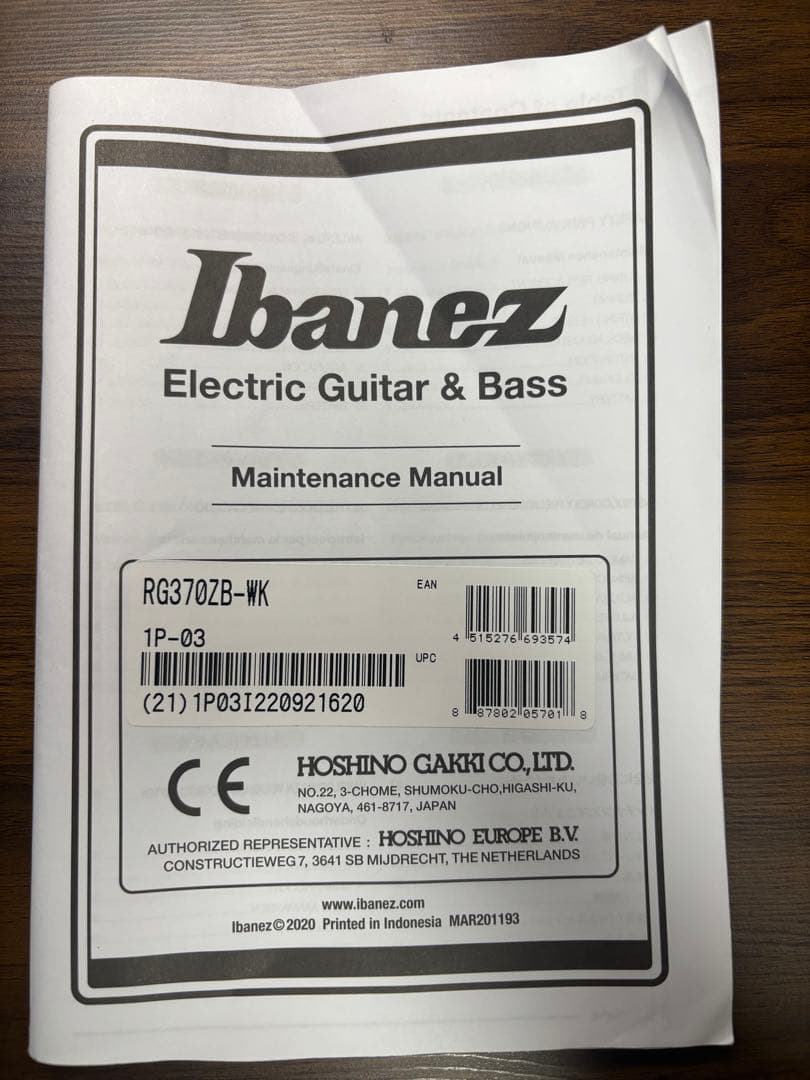 Ibanez
Electric Guitar & Bass
Maintenance Manual
RG370ZB-WK
1P-03
(21)1P03I220921620
EAN
4 515276 693574
UPC
8 87802 05701 8
CE
HOSHINO GAKKI CO., LTD.
NO.22, 3-CHOME, SHUMOKU-CHO,HIGASHI-KU,
NAGOYA, 461-8717, JAPAN
AUTHORIZED REPRESENTATIVE : HOSHINO EUROPE B.V.
CONSTRUCTIEWEG 7, 3641 SB MIJDRECHT, THE NETHERLANDS
www.ibanez.com
Ibanez©2020 Printed in Indonesia MAR201193